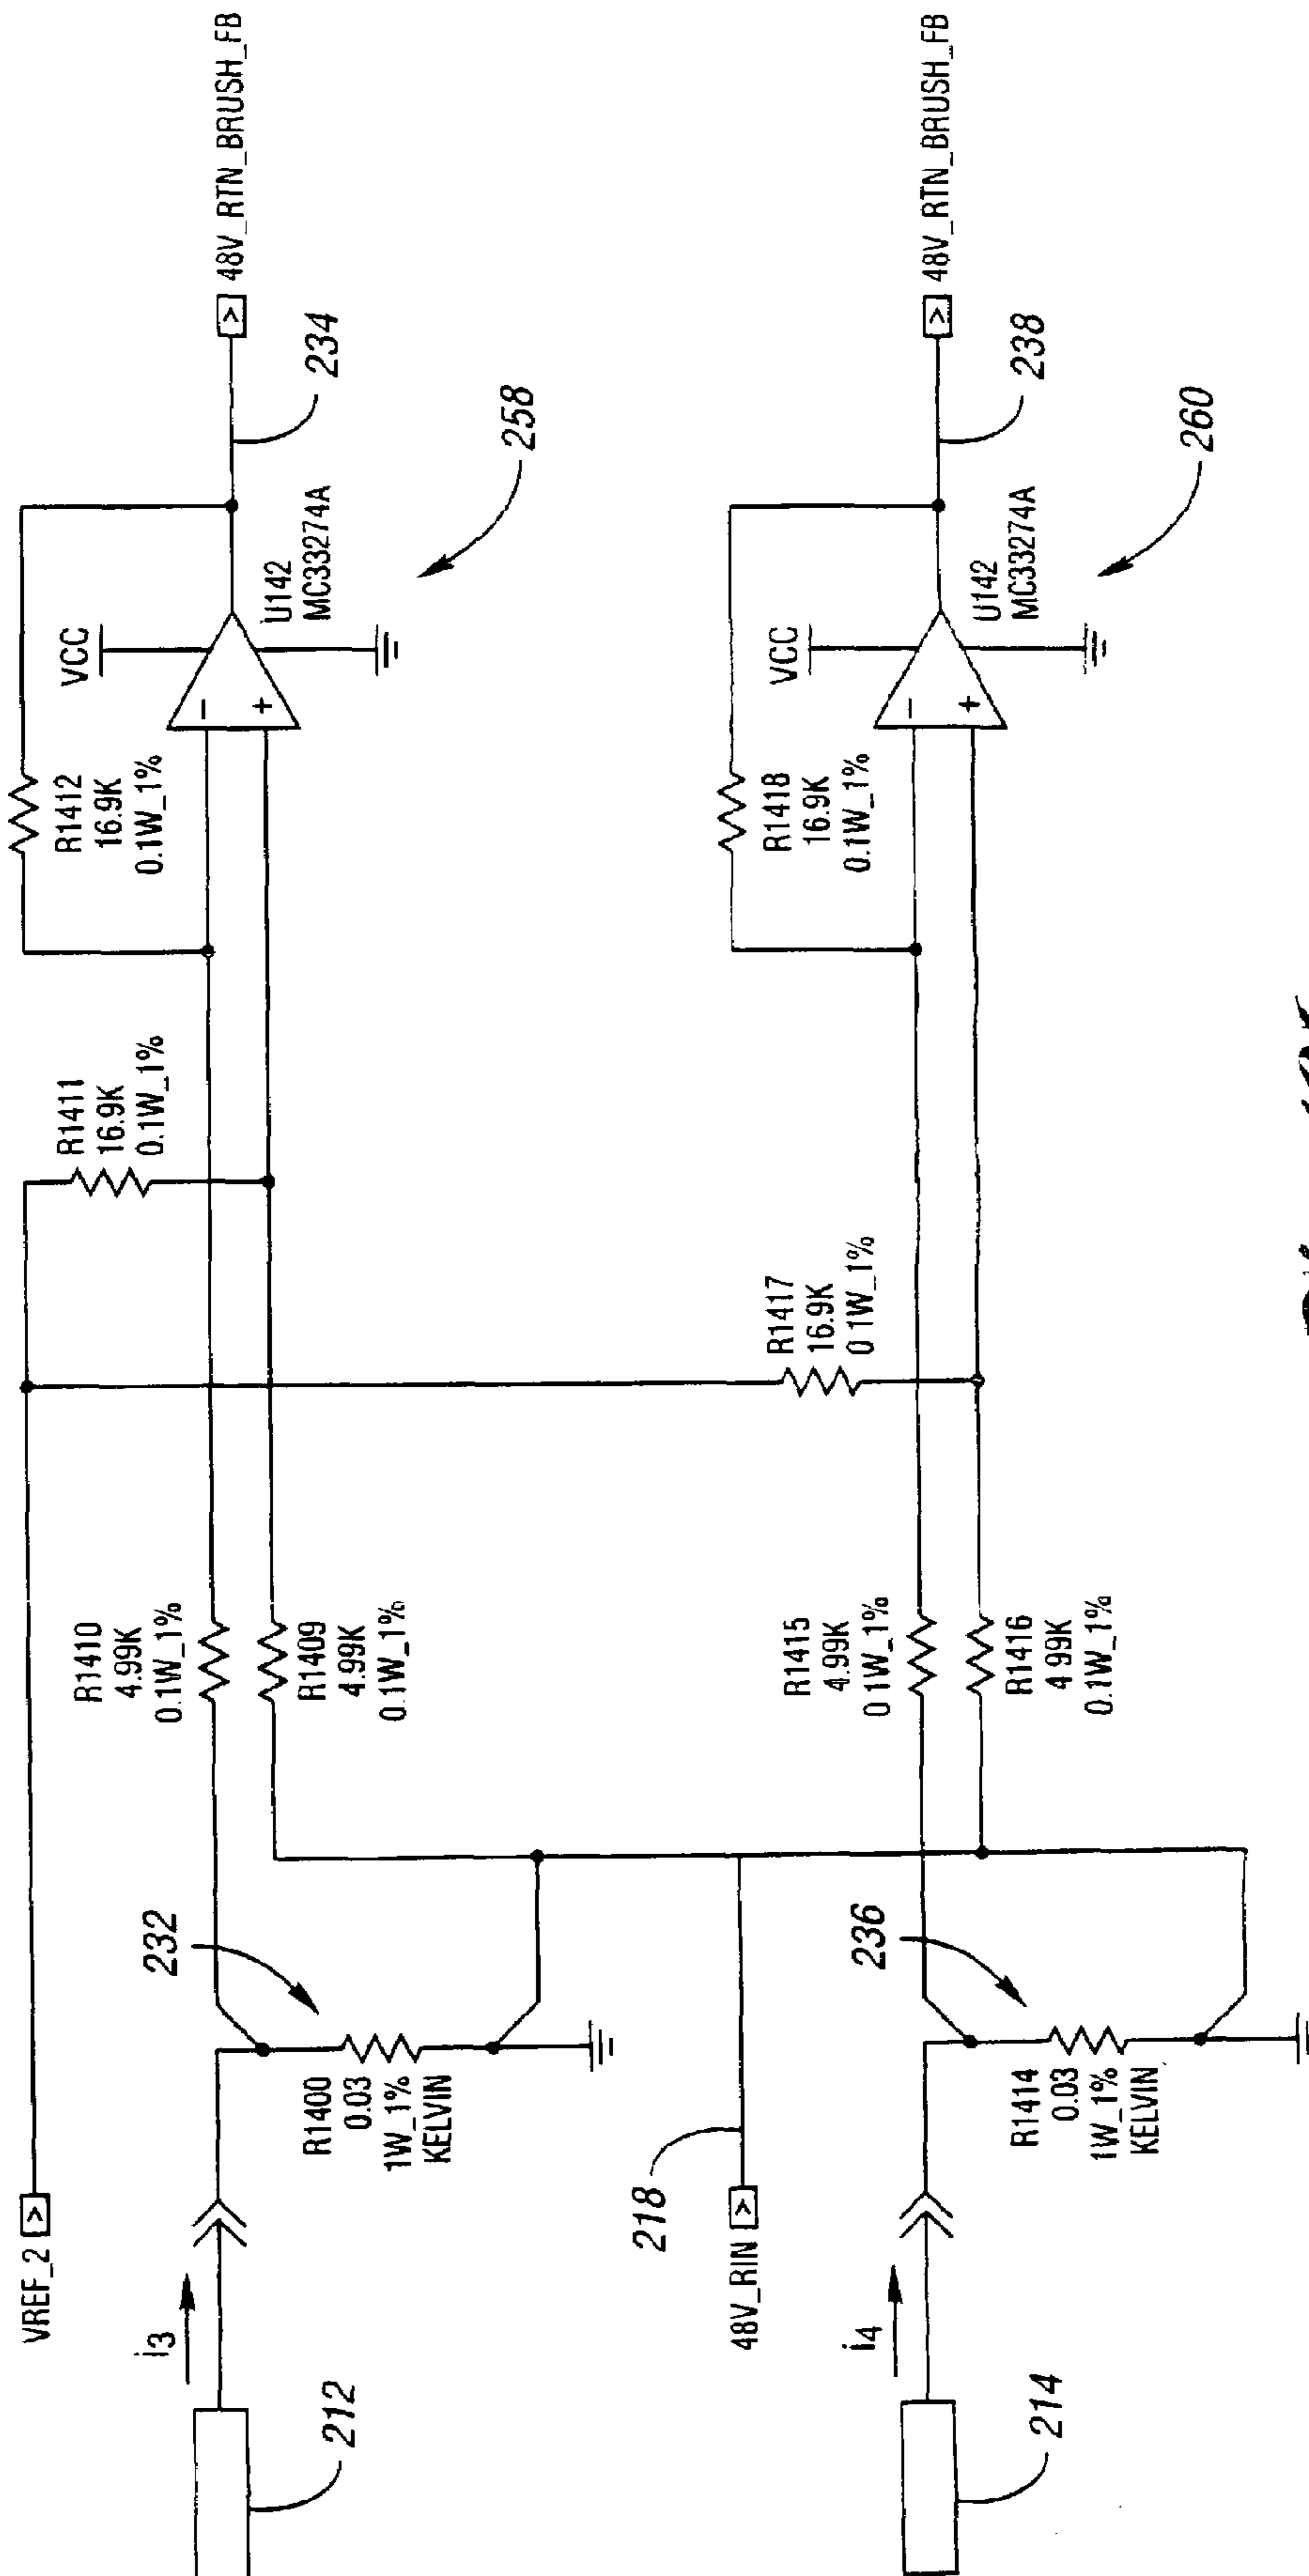 VREF_2
i3
212
R1400
0.03
1W_1%
KELVIN
232
R1410
4.99K
0.1W_1%
R1409
4.99K
0.1W_1%
R1411
16.9K
0.1W_1%
R1412
16.9K
0.1W_1%
VCC
-
+
U142
MC33274A
234
48V_RTN_BRUSH_FB
258
218
48V_RIN
i4
214
R1414
0.03
1W_1%
KELVIN
236
R1415
4.99K
0.1W_1%
R1416
4.99K
0.1W_1%
R1417
16.9K
0.1W_1%
R1418
16.9K
0.1W_1%
VCC
-
+
U142
MC33274A
238
48V_RTN_BRUSH_FB
260